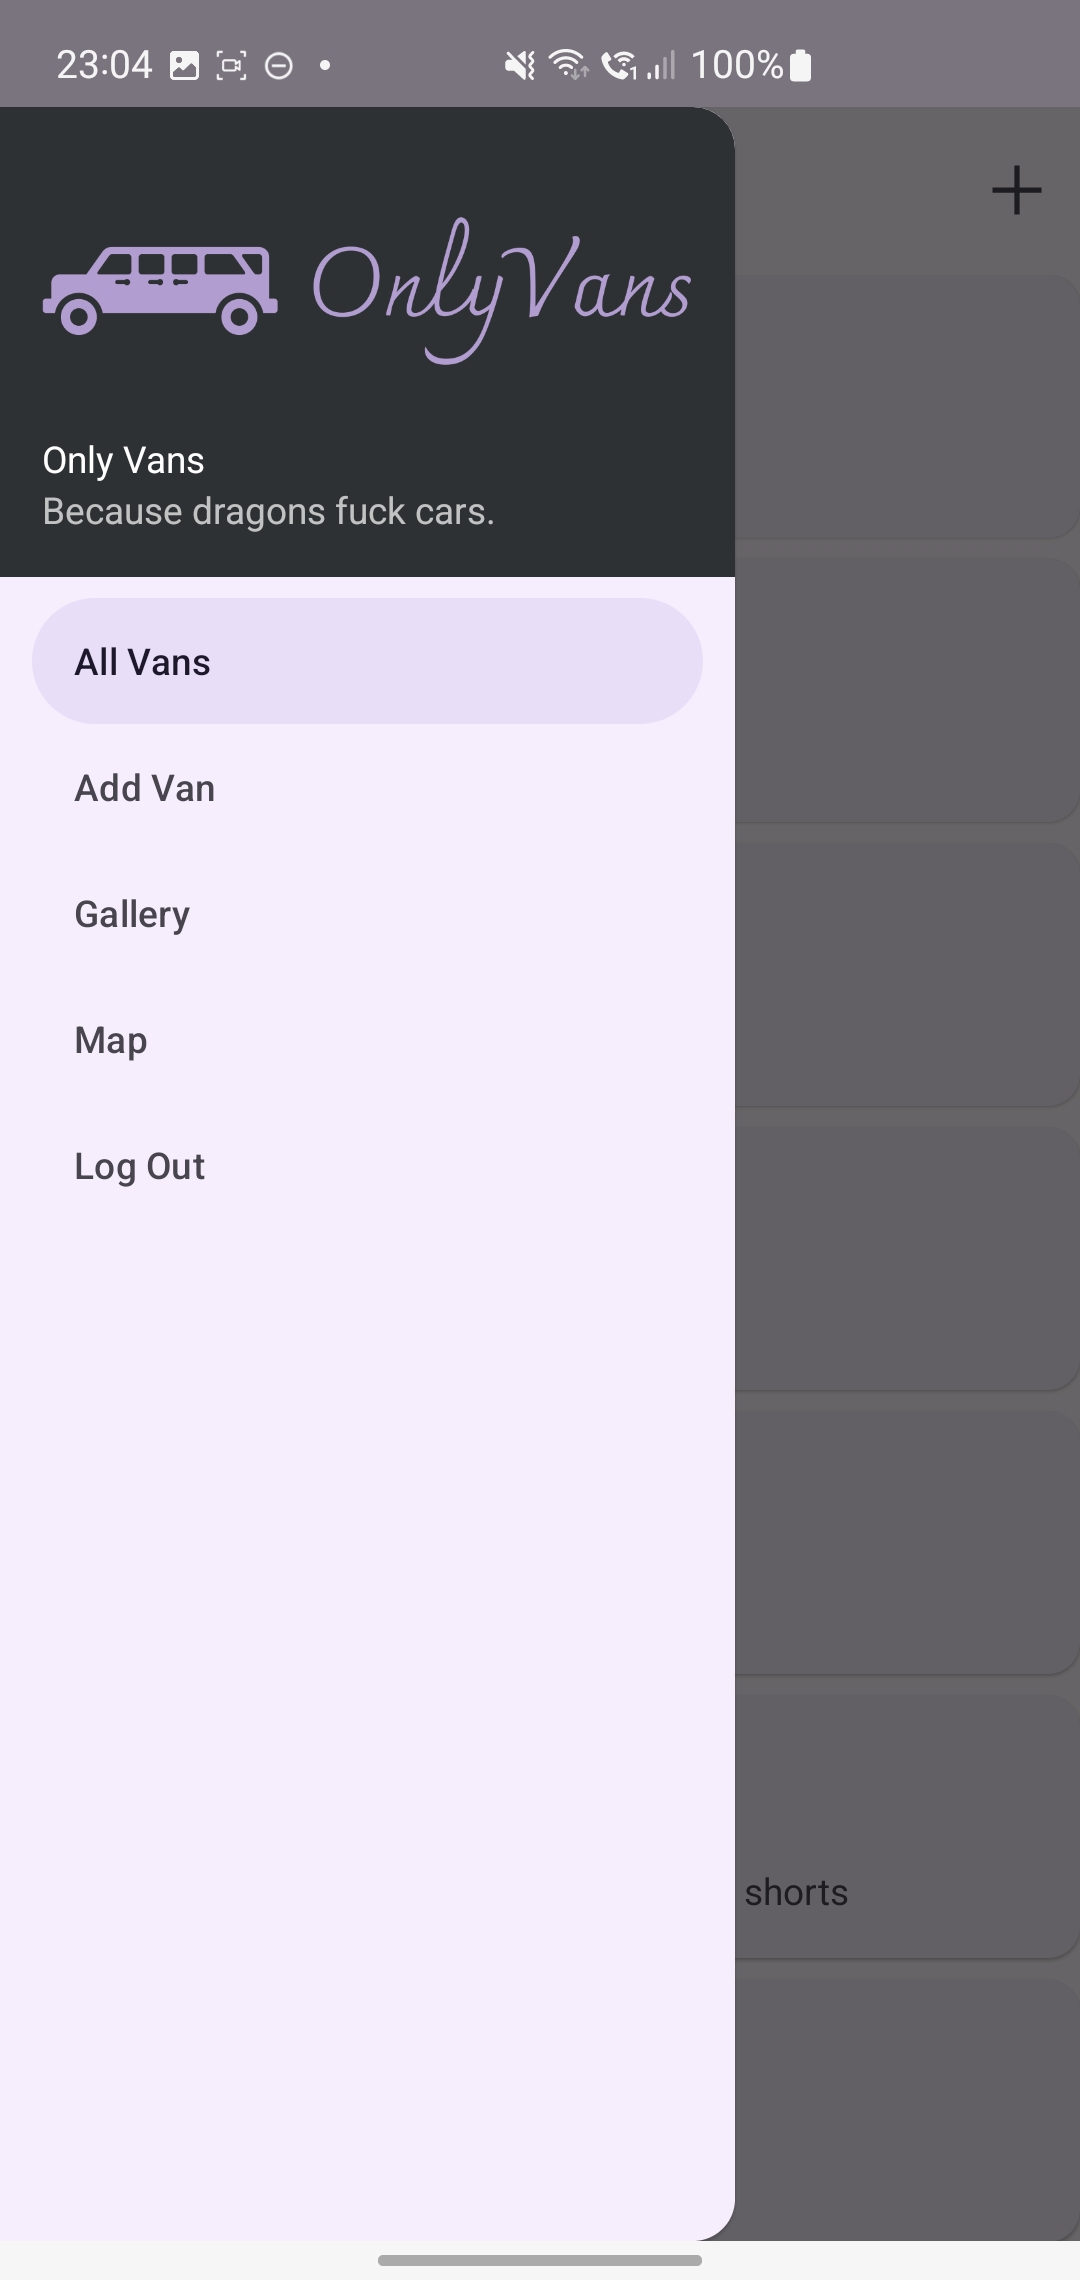 23:04
100%
OnlyVans
Only Vans
Because dragons fuck cars.
All Vans
Add Van
Gallery
Map
Log Out
shorts